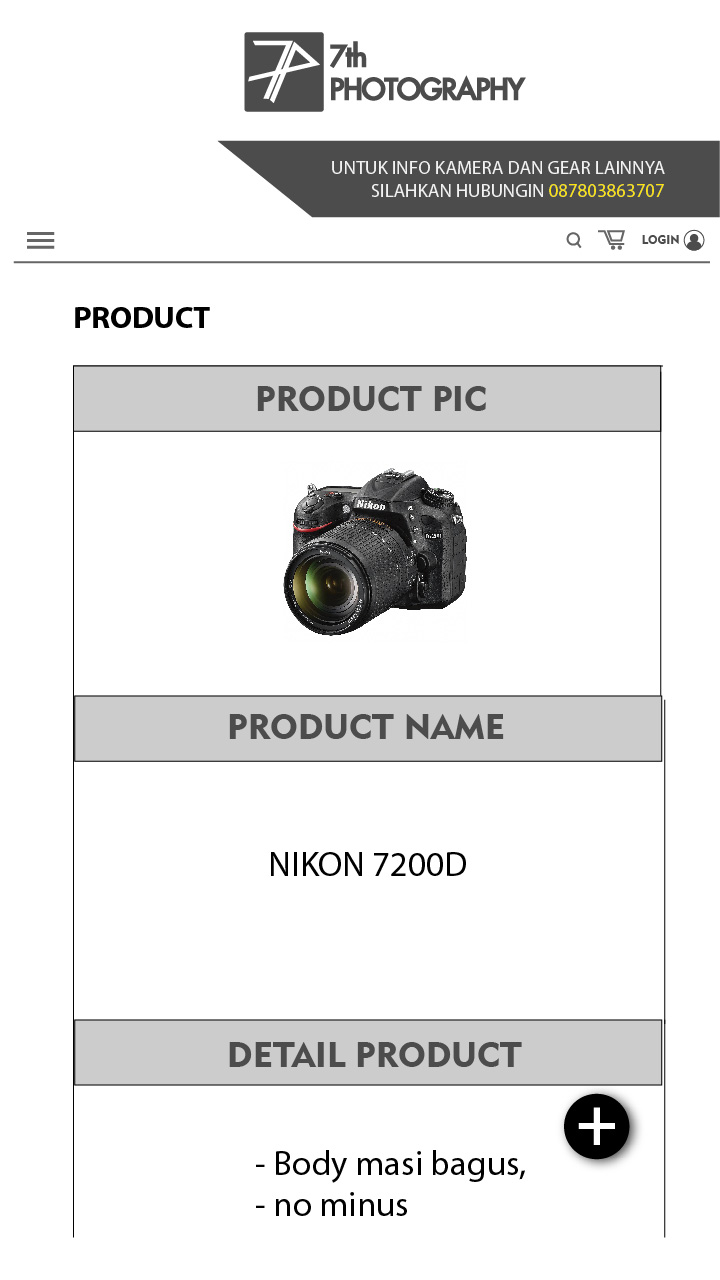 7th
PHOTOGRAPHY
UNTUK INFO KAMERA DAN GEAR LAINNYA
SILAHKAN HUBUNGIN 087803863707
LOGIN
PRODUCT
PRODUCT PIC
Nikon
PRODUCT NAME
NIKON 7200D
DETAIL PRODUCT
- Body masi bagus,
- no minus